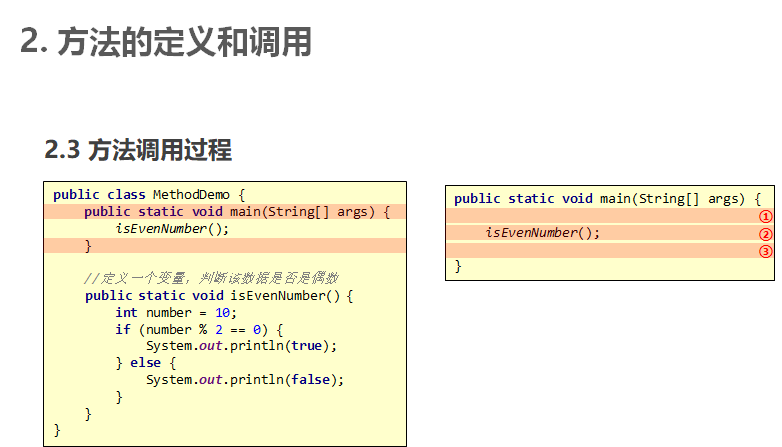 2. 方法的定义和调用
2.3 方法调用过程
public class MethodDemo {
public static void main(String[] args) {
isEvenNumber();
}
//定义一个变量，判断该数据是否是偶数
public static void isEvenNumber() {
int number = 10;
if (number % 2 == 0) {
System.out.println(true);
} else {
System.out.println(false);
}
}
}
public static void main(String[] args) {
①
isEvenNumber(); ②
③
}